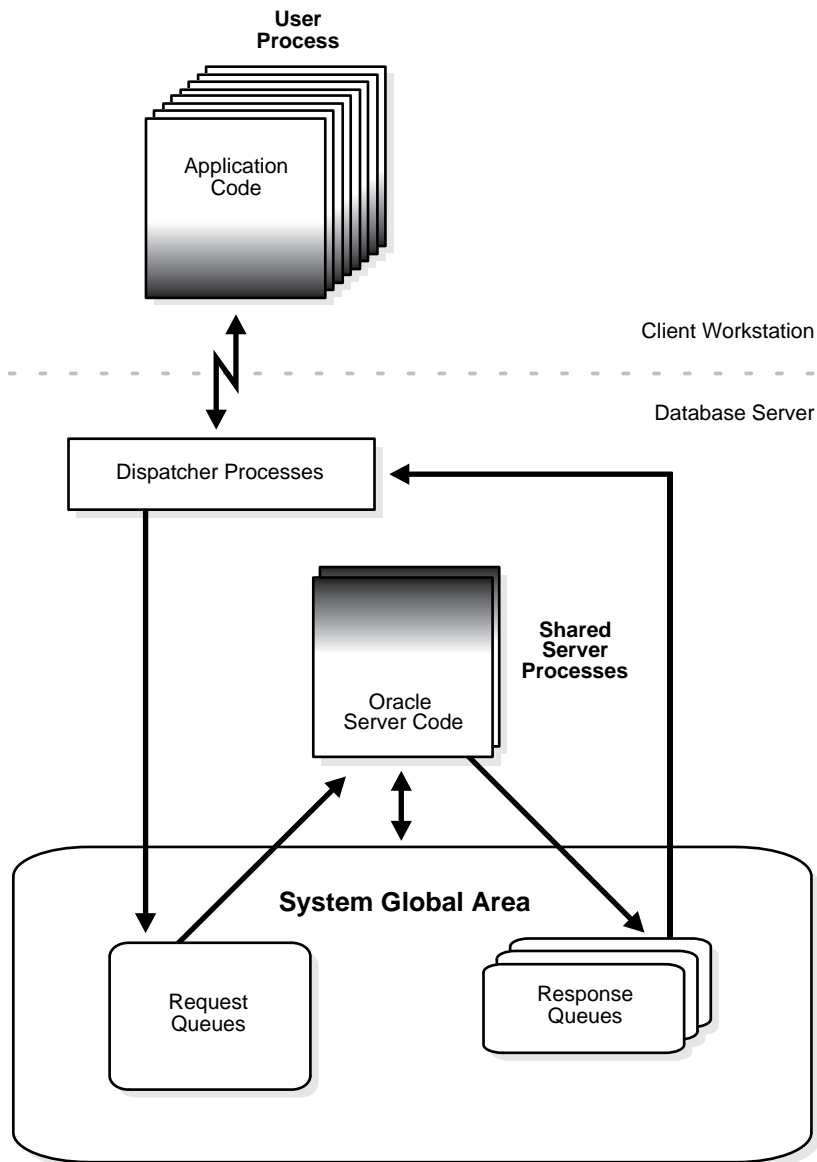 User
Process
Application
Code
Client Workstation
Database Server
Dispatcher Processes
Shared
Server
Processes
Oracle
Server Code
System Global Area
Request
Queues
Response
Queues